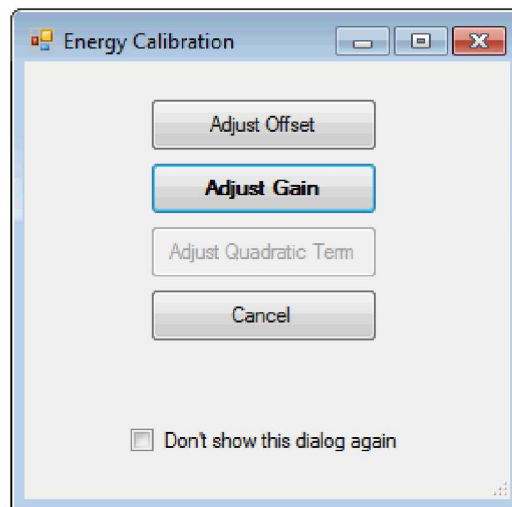 Energy Calibration
Adjust Offset
Adjust Gain
Adjust Quadratic Term
Cancel
Don't show this dialog again